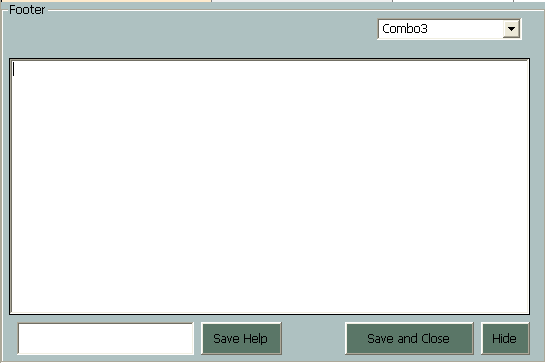 Footer
Combo3
Save Help
Save and Close
Hide